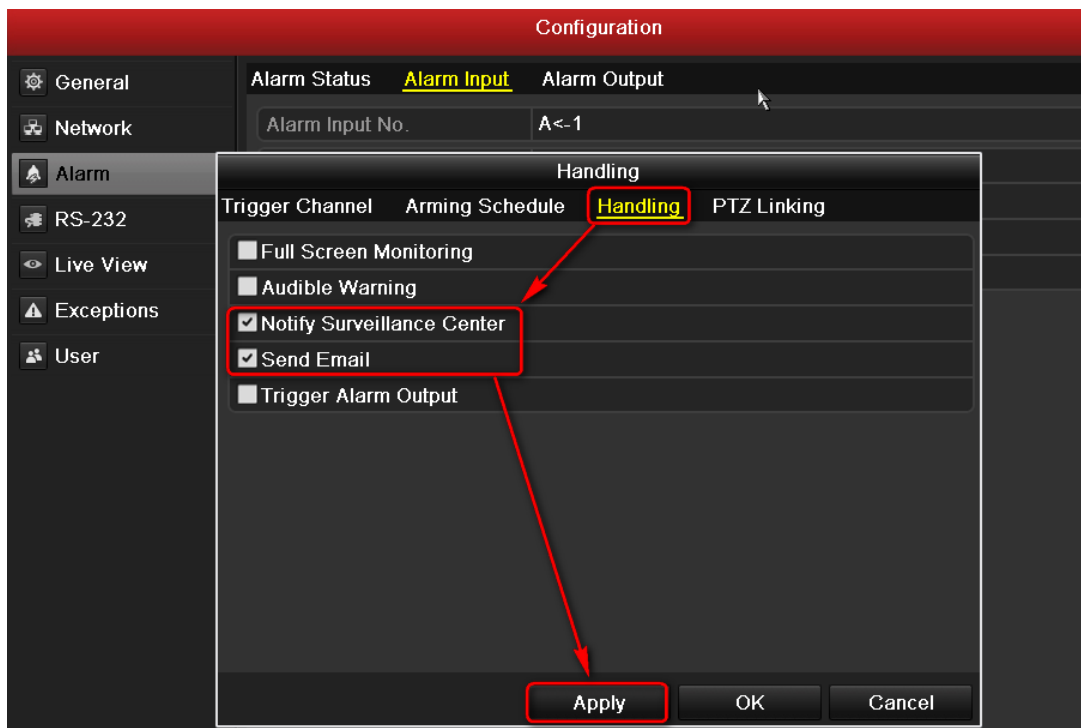 Configuration
General
Network
Alarm
RS-232
Live View
Exceptions
User
Alarm Status Alarm Input Alarm Output
Alarm Input No. A<-1
Handling
Trigger Channel Arming Schedule Handling PTZ Linking
Full Screen Monitoring
Audible Warning
Notify Surveillance Center
Send Email
Trigger Alarm Output
Apply OK Cancel